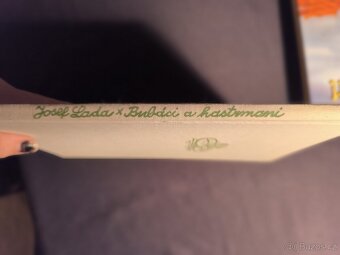 Josef Lada × Bubáci a hastrmani